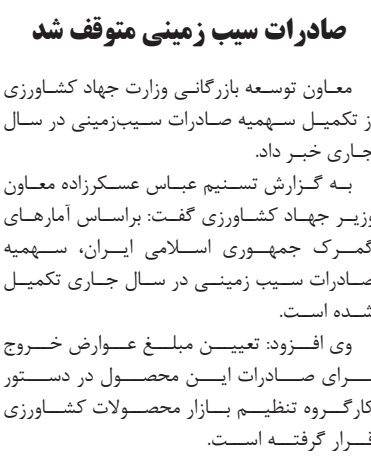 صادرات سیب زمینی متوقف شد
معاون توسعه بازرگانی وزارت جهاد کشاورزی
از تکمیل سهمیه صادرات سیب‌زمینی در سال
جاری خبر داد.
به گزارش تسنیم عباس عسکرزاده معاون
وزیر جهاد کشاورزی گفت: براساس آمارهای
گمرک جمهوری اسلامی ایران، سهمیه
صادرات سیب زمینی در سال جاری تکمیل
شده است.
وی افزود: تعیین مبلغ عوارض خروج
برای صادرات این محصول در دستور
کارگروه تنظیم بازار محصولات کشاورزی
قرار گرفته است.